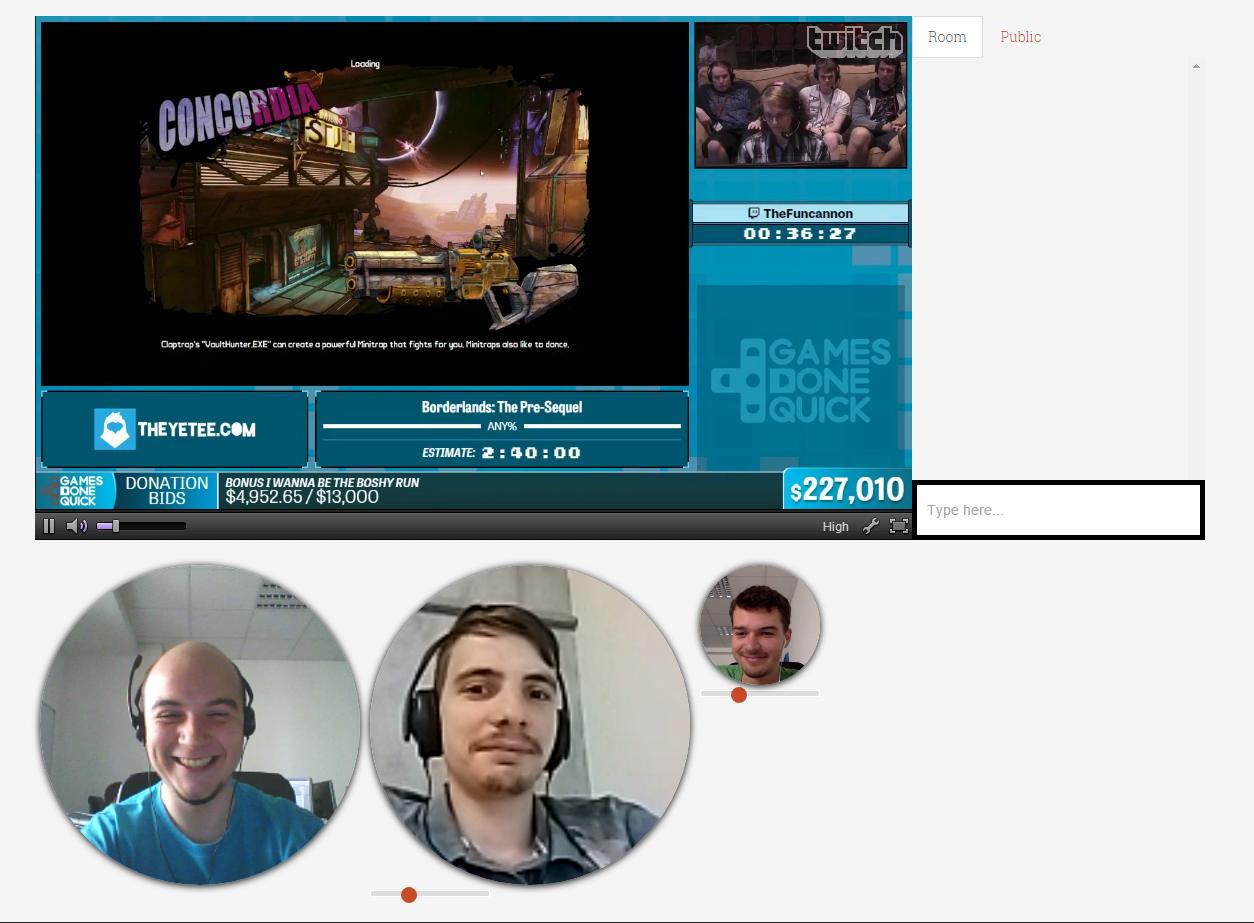 Loading
CONCORDIA
Claptrap's "VaultHunter.EXE" can create a powerful Minitrap that fights for you. Minitraps also like to dance.
twitch
TheFuncannon
00:36:27
GAMES
DONE
QUICK
THEYETEE.COM
Borderlands: The Pre-Sequel
ANY%
ESTIMATE: 2:40:00
GAMES
DONE
QUICK
DONATION
BIDS
BONUS I WANNA BE THE BOSHY RUN
$4,952.65 / $13,000
$227,010
High
Room
Public
Type here...